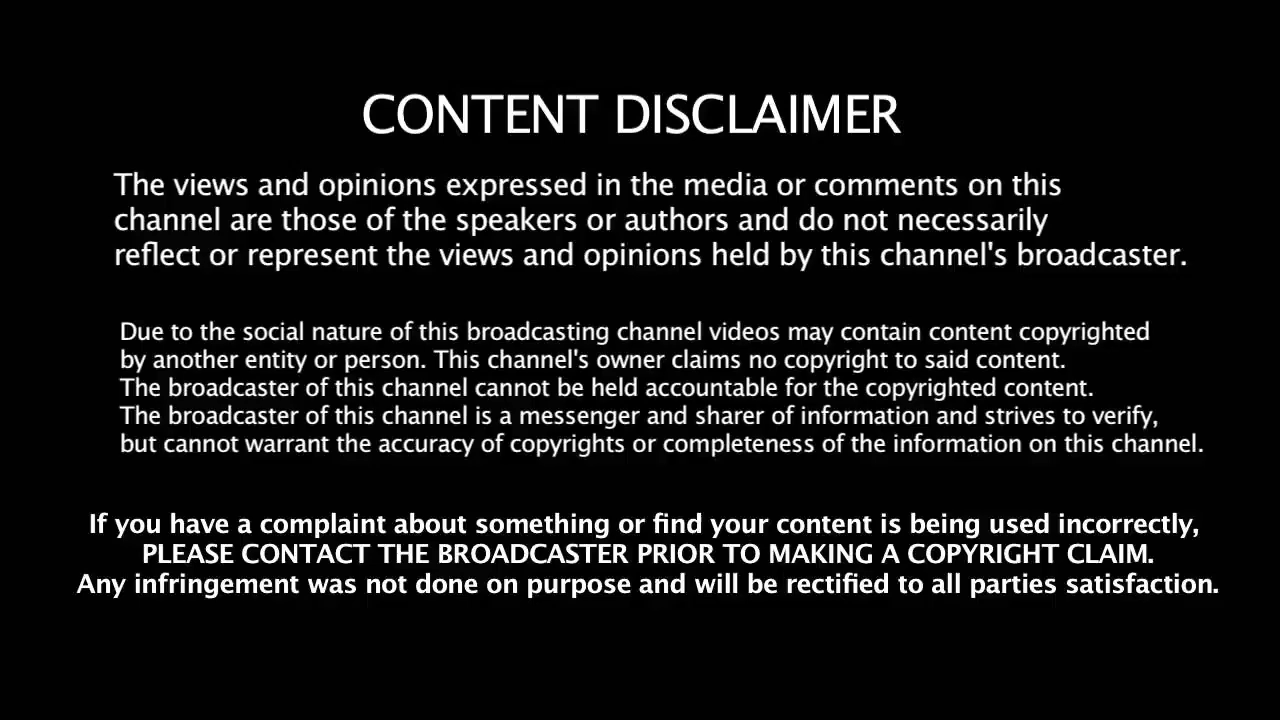 CONTENT DISCLAIMER
The views and opinions expressed in the media or comments on this
channel are those of the speakers or authors and do not necessarily
reflect or represent the views and opinions held by this channel's broadcaster.
Due to the social nature of this broadcasting channel videos may contain content copyrighted
by another entity or person. This channel's owner claims no copyright to said content.
The broadcaster of this channel cannot be held accountable for the copyrighted content.
The broadcaster of this channel is a messenger and sharer of information and strives to verify,
but cannot warrant the accuracy of copyrights or completeness of the information on this channel.
If you have a complaint about something or find your content is being used incorrectly,
PLEASE CONTACT THE BROADCASTER PRIOR TO MAKING A COPYRIGHT CLAIM.
Any infringement was not done on purpose and will be rectified to all parties satisfaction.